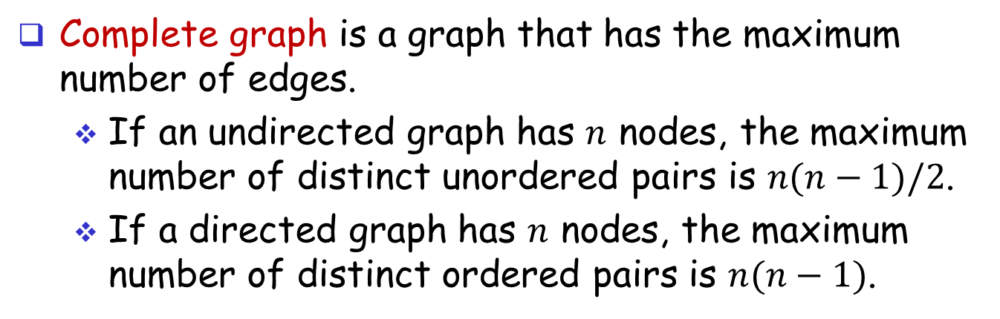 Complete graph is a graph that has the maximum
number of edges.
If an undirected graph has n nodes, the maximum
number of distinct unordered pairs is n(n − 1)/2.
If a directed graph has n nodes, the maximum
number of distinct ordered pairs is n(n − 1).